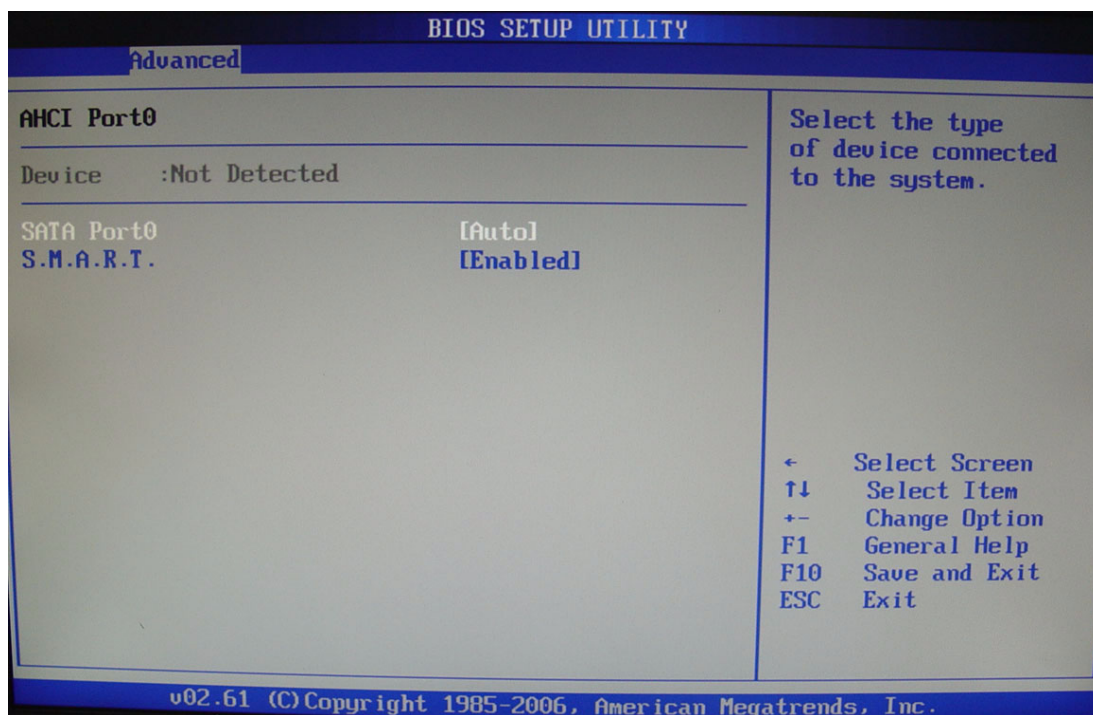 BIOS SETUP UTILITY
Advanced
AHCI Port0
Device :Not Detected
SATA Port0 [Auto]
S.M.A.R.T. [Enabled]
Select the type
of device connected
to the system.
← Select Screen
↑↓ Select Item
+- Change Option
F1 General Help
F10 Save and Exit
ESC Exit
v02.61 (C)Copyright 1985-2006, American Megatrends, Inc.